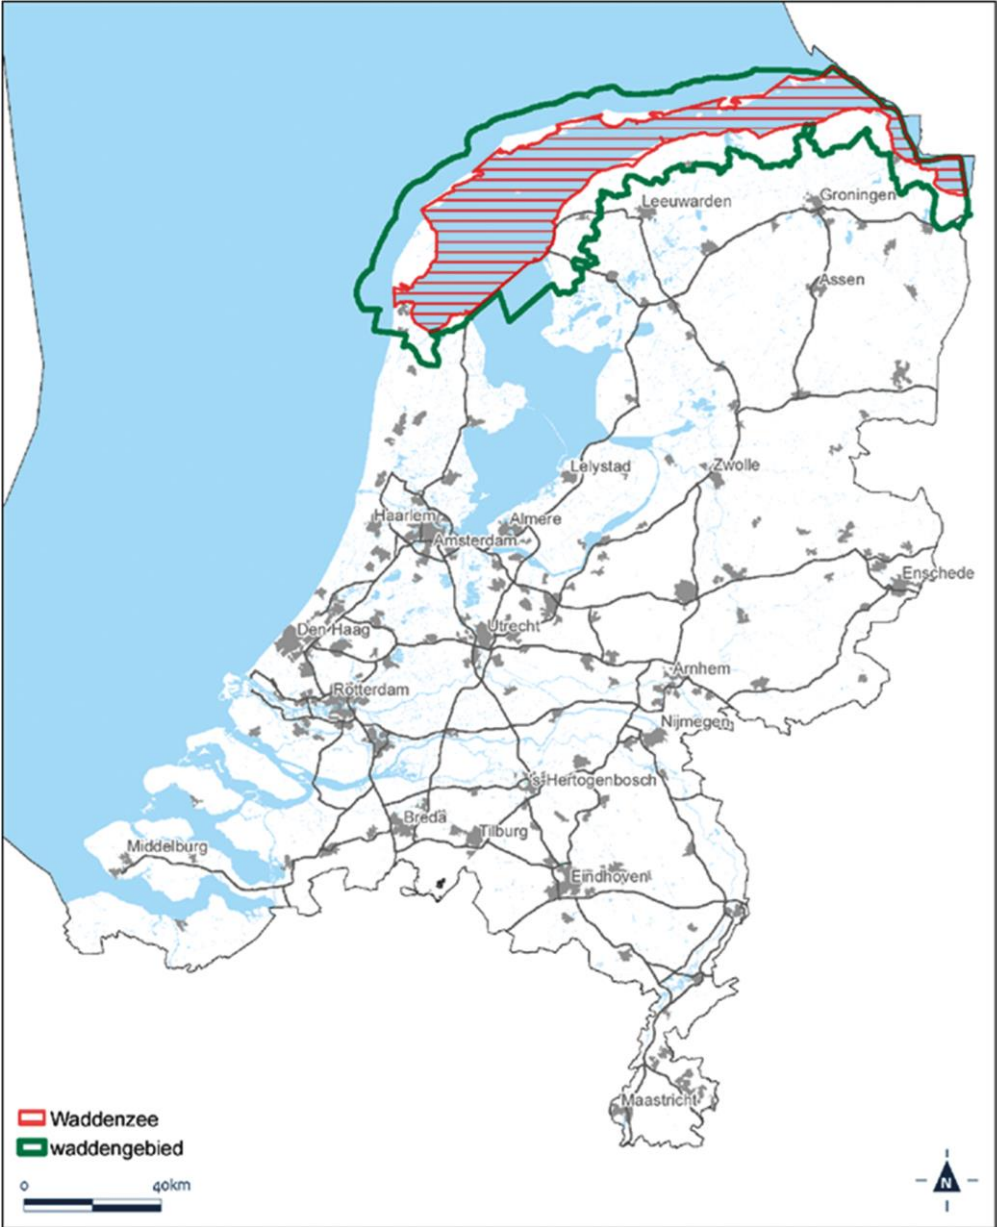 Leeuwarden
Groningen
Assen
Lelystad
Zwolle
Haarlem
Almere
Amsterdam
Enschede
Den Haag
Utrecht
Arnhem
Rotterdam
Nijmegen
's-Hertogenbosch
Breda
Tilburg
Middelburg
Eindhoven
Maastricht
Waddenzee
waddengebied
0 40km
N